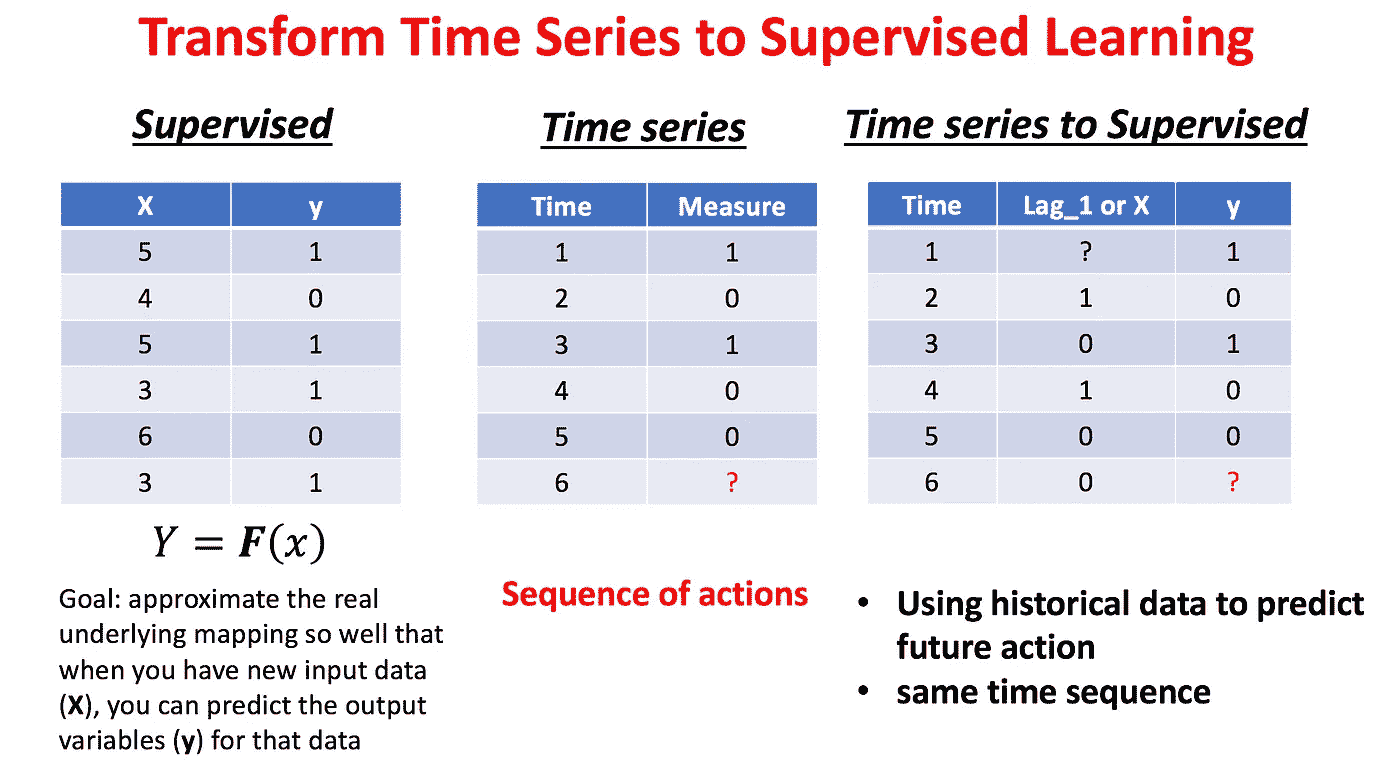 Transform Time Series to Supervised Learning
Supervised
X y
5 1
4 0
5 1
3 1
6 0
3 1
Y = F(x)
Goal: approximate the real
underlying mapping so well that
when you have new input data
(X), you can predict the output
variables (y) for that data
Time series
Time Measure
1 1
2 0
3 1
4 0
5 0
6 ?
Sequence of actions
Time series to Supervised
Time Lag_1 or X y
1 ? 1
2 1 0
3 0 1
4 1 0
5 0 0
6 0 ?
• Using historical data to predict
future action
• same time sequence